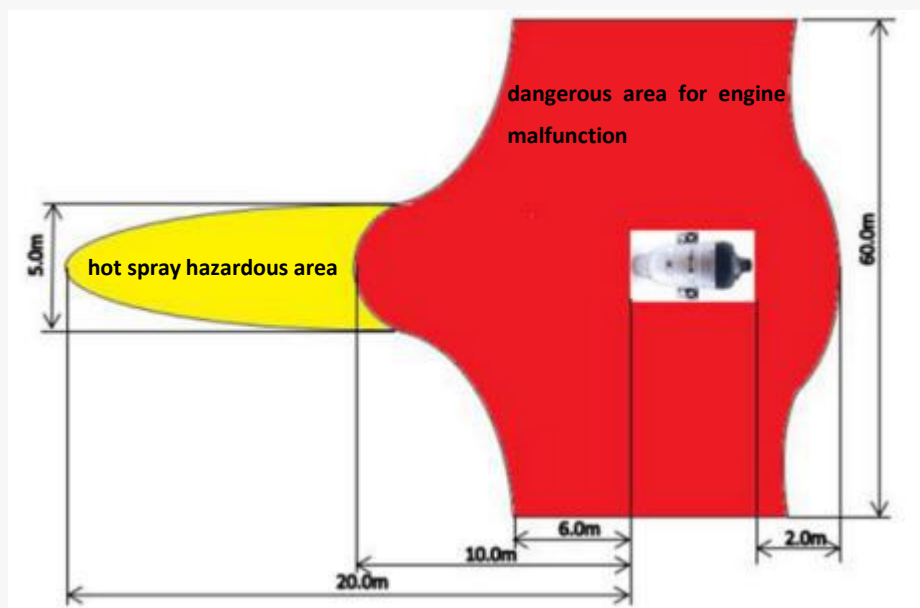 dangerous area for engine
malfunction
60.0m
5.0m
hot spray hazardous area
6.0m
2.0m
10.0m
20.0m